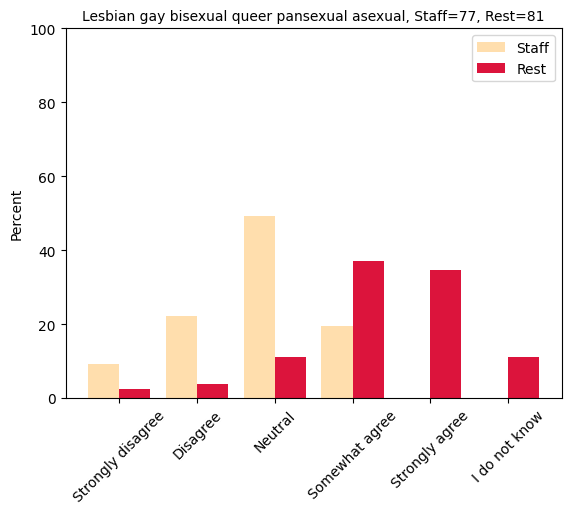 Lesbian gay bisexual queer pansexual asexual, Staff=77, Rest=81
100
80
60
40
20
0
Percent
Staff
Rest
Strongly disagree
Disagree
Neutral
Somewhat agree
Strongly agree
I do not know